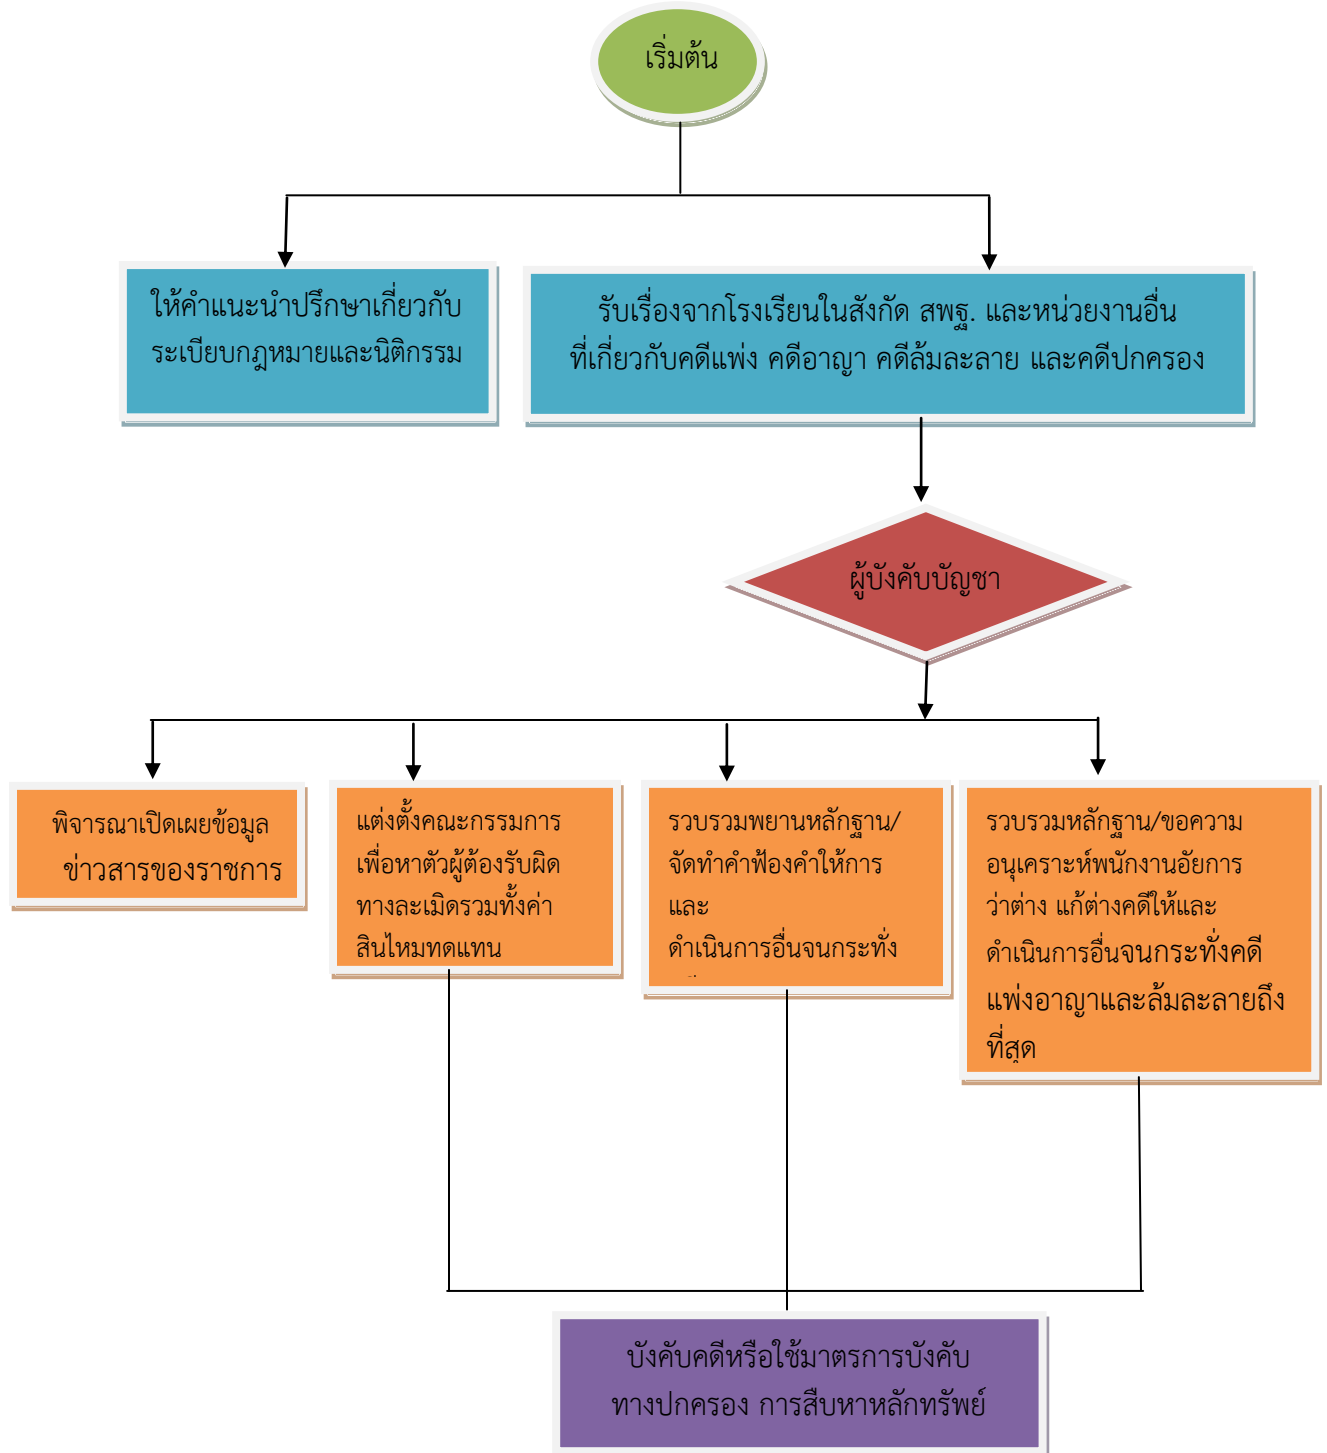 เริ่มต้น
ให้คำแนะนำปรึกษาเกี่ยวกับ
ระเบียบกฎหมายและนิติกรรม
รับเรื่องจากโรงเรียนในสังกัด สพฐ. และหน่วยงานอื่น
ที่เกี่ยวกับคดีแพ่ง คดีอาญา คดีล้มละลาย และคดีปกครอง
ผู้บังคับบัญชา
พิจารณาเปิดเผยข้อมูล
ข่าวสารของราชการ
แต่งตั้งคณะกรรมการ
เพื่อหาตัวผู้ต้องรับผิด
ทางละเมิดรวมทั้งค่า
สินไหมทดแทน
รวบรวมพยานหลักฐาน/
จัดทำคำฟ้องคำให้การ
และ
ดำเนินการอื่นจนกระทั่ง
รวบรวมหลักฐาน/ขอความ
อนุเคราะห์พนักงานอัยการ
ว่าต่าง แก้ต่างคดีให้และ
ดำเนินการอื่นจนกระทั่งคดี
แพ่งอาญาและล้มละลายถึง
ที่สุด
บังคับคดีหรือใช้มาตรการบังคับ
ทางปกครอง การสืบหาหลักทรัพย์